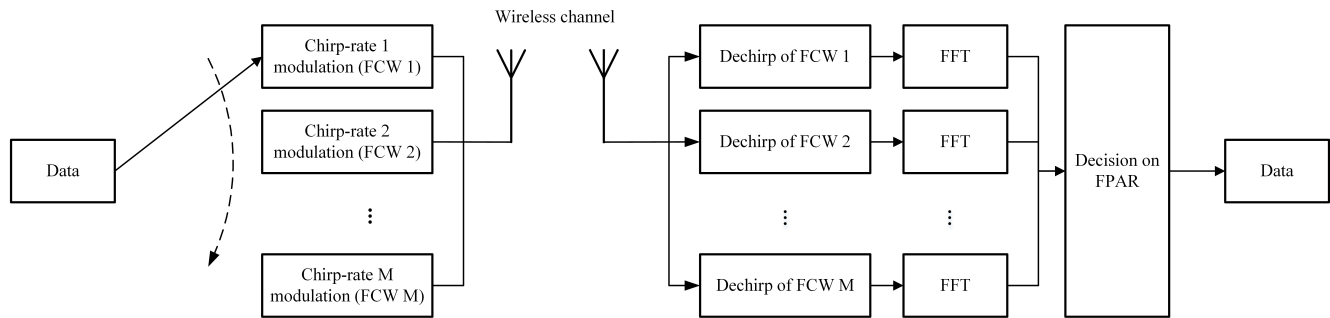 Wireless channel
Data
Chirp-rate 1
modulation (FCW 1)
Chirp-rate 2
modulation (FCW 2)
Chirp-rate M
modulation (FCW M)
Dechirp of FCW 1
FFT
Dechirp of FCW 2
FFT
Dechirp of FCW M
FFT
Decision on
FPAR
Data